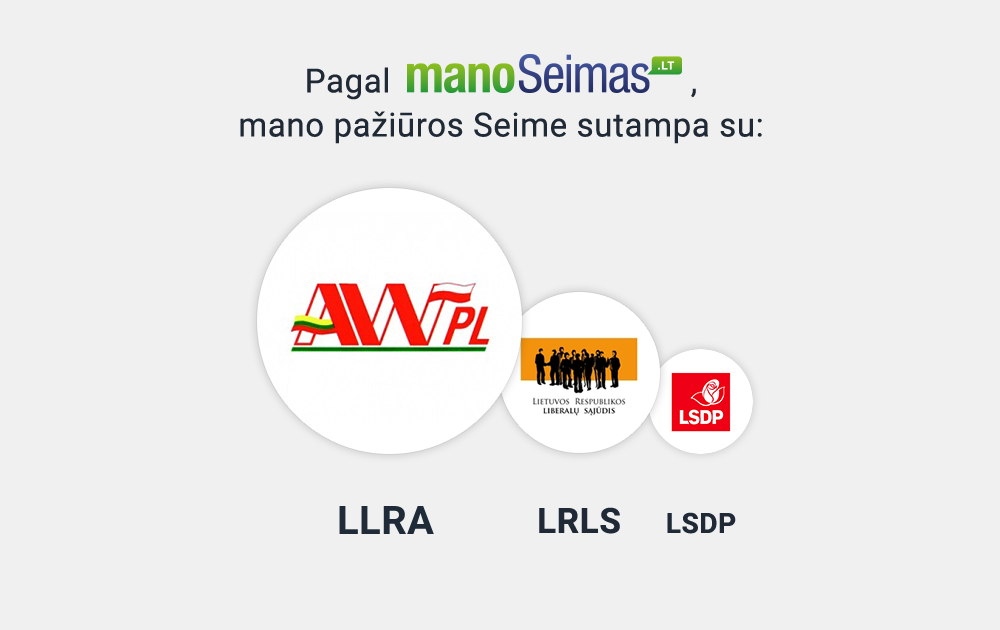 Pagal manoSeimas.LT ,
mano pažiūros Seime sutampa su:
AWPL
LIETUVOS RESPUBLIKOS
LIBERALŲ SĄJŪDIS
LSDP
LLRA
LRLS
LSDP